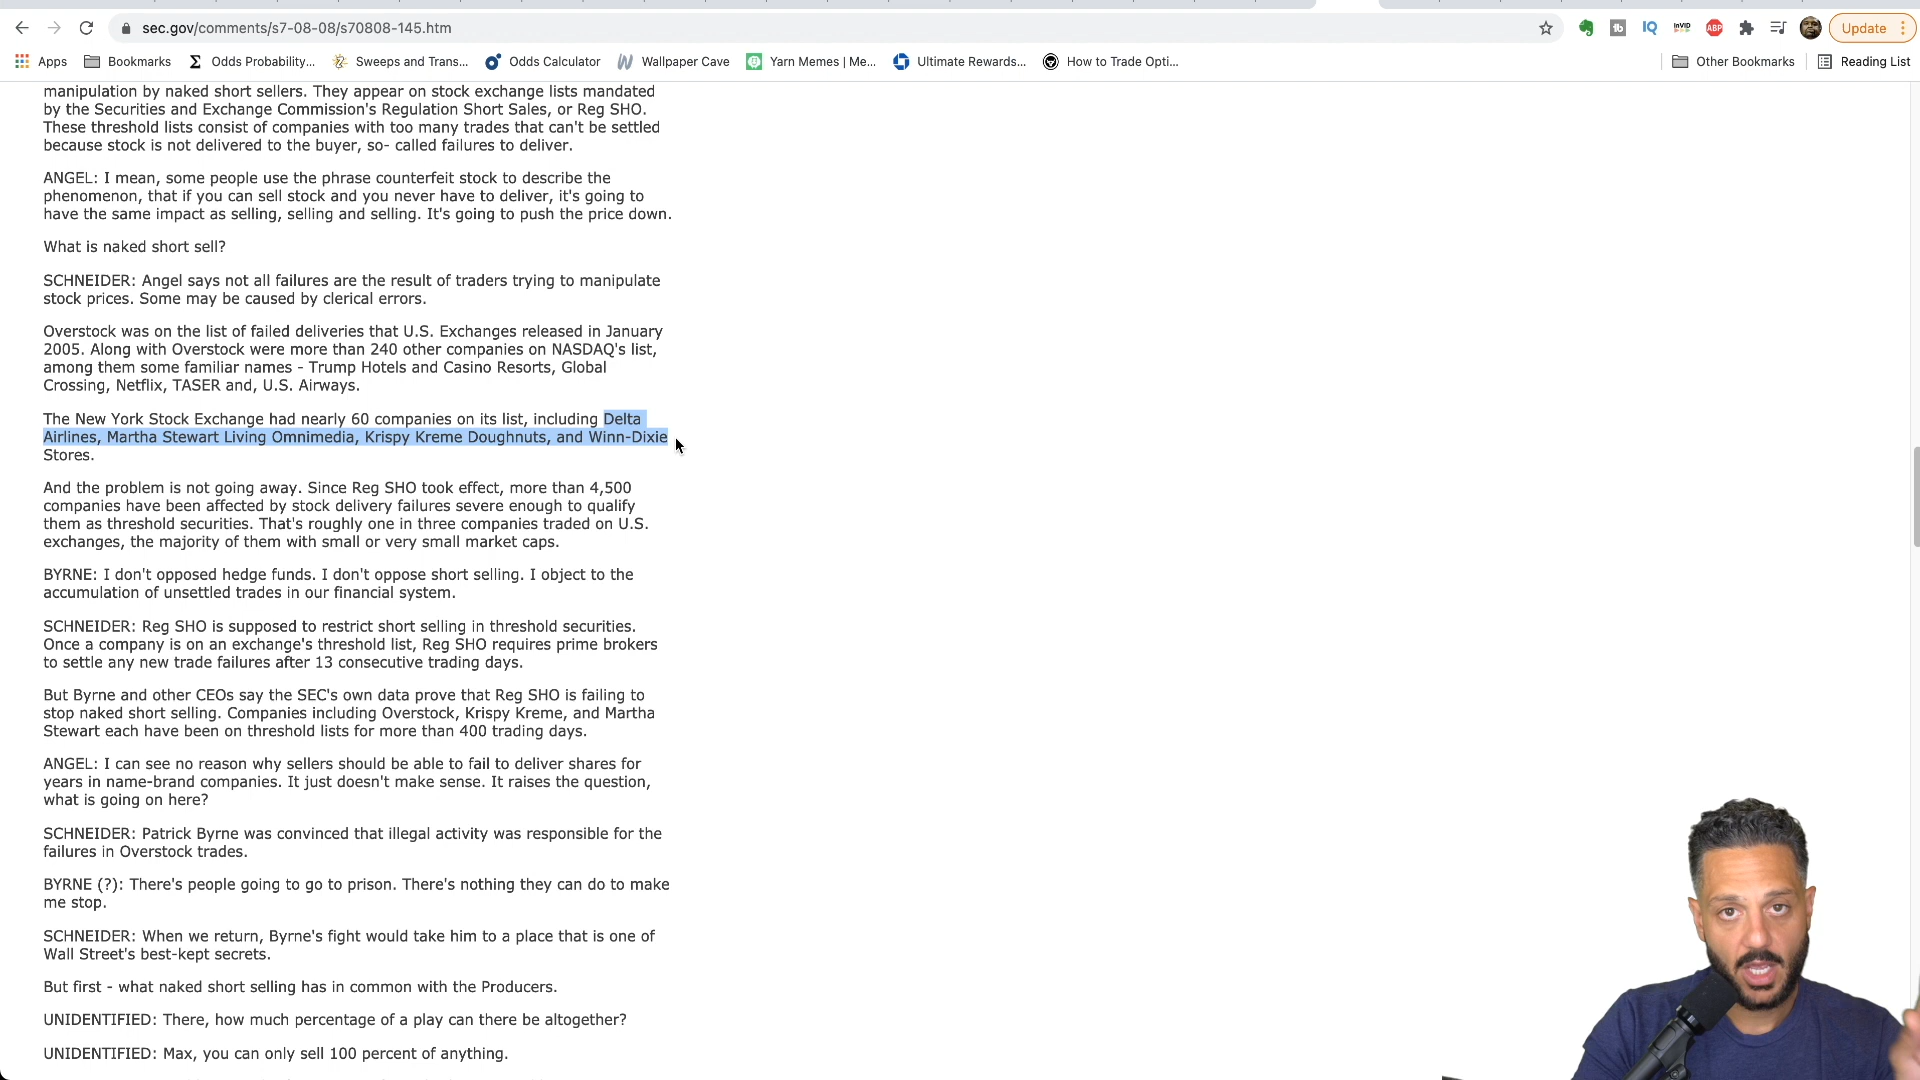 sec.gov/comments/s7-08-08/s70808-145.htm
Update
Apps Bookmarks Odds Probability... Sweeps and Trans... Odds Calculator Wallpaper Cave Yarn Memes | Me... Ultimate Rewards... How to Trade Opti... Other Bookmarks Reading List
manipulation by naked short sellers. They appear on stock exchange lists mandated
by the Securities and Exchange Commission's Regulation Short Sales, or Reg SHO.
These threshold lists consist of companies with too many trades that can't be settled
because stock is not delivered to the buyer, so- called failures to deliver.
ANGEL: I mean, some people use the phrase counterfeit stock to describe the
phenomenon, that if you can sell stock and you never have to deliver, it's going to
have the same impact as selling, selling and selling. It's going to push the price down.
What is naked short sell?
SCHNEIDER: Angel says not all failures are the result of traders trying to manipulate
stock prices. Some may be caused by clerical errors.
Overstock was on the list of failed deliveries that U.S. Exchanges released in January
2005. Along with Overstock were more than 240 other companies on NASDAQ's list,
among them some familiar names - Trump Hotels and Casino Resorts, Global
Crossing, Netflix, TASER and, U.S. Airways.
The New York Stock Exchange had nearly 60 companies on its list, including Delta
Airlines, Martha Stewart Living Omnimedia, Krispy Kreme Doughnuts, and Winn-Dixie
Stores.
And the problem is not going away. Since Reg SHO took effect, more than 4,500
companies have been affected by stock delivery failures severe enough to qualify
them as threshold securities. That's roughly one in three companies traded on U.S.
exchanges, the majority of them with small or very small market caps.
BYRNE: I don't opposed hedge funds. I don't oppose short selling. I object to the
accumulation of unsettled trades in our financial system.
SCHNEIDER: Reg SHO is supposed to restrict short selling in threshold securities.
Once a company is on an exchange's threshold list, Reg SHO requires prime brokers
to settle any new trade failures after 13 consecutive trading days.
But Byrne and other CEOs say the SEC's own data prove that Reg SHO is failing to
stop naked short selling. Companies including Overstock, Krispy Kreme, and Martha
Stewart each have been on threshold lists for more than 400 trading days.
ANGEL: I can see no reason why sellers should be able to fail to deliver shares for
years in name-brand companies. It just doesn't make sense. It raises the question,
what is going on here?
SCHNEIDER: Patrick Byrne was convinced that illegal activity was responsible for the
failures in Overstock trades.
BYRNE (?): There's people going to go to prison. There's nothing they can do to make
me stop.
SCHNEIDER: When we return, Byrne's fight would take him to a place that is one of
Wall Street's best-kept secrets.
But first - what naked short selling has in common with the Producers.
UNIDENTIFIED: There, how much percentage of a play can there be altogether?
UNIDENTIFIED: Max, you can only sell 100 percent of anything.